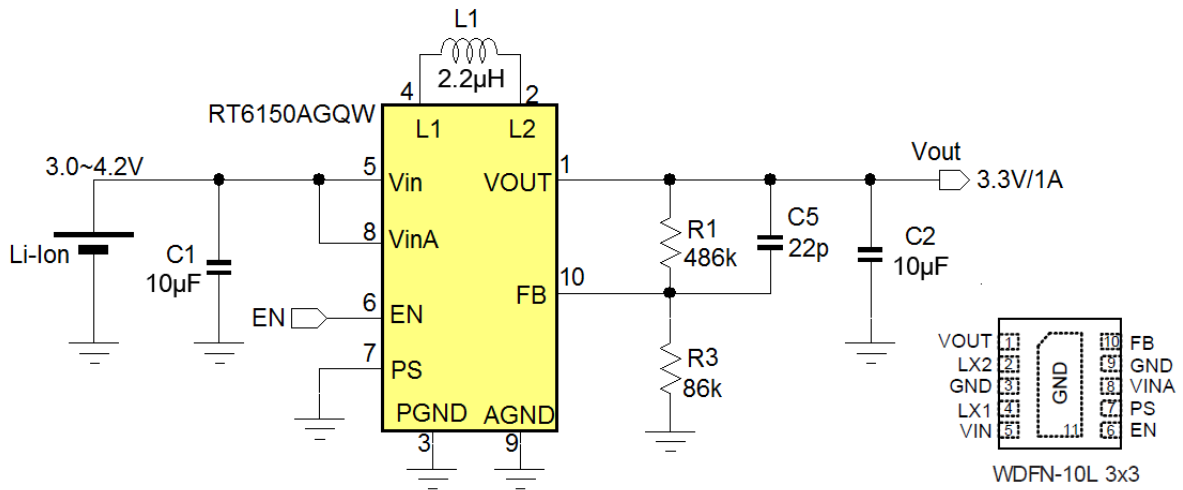 L1
2.2µH
4
2
RT6150AGQW
L1
L2
3.0~4.2V
5
Vin
VOUT
1
Vout
3.3V/1A
8
VinA
Li-Ion
C1
10µF
R1
486k
C5
22p
C2
10µF
10
FB
EN
6
EN
7
PS
R3
86k
PGND
AGND
3
9
VOUT
1
10
FB
LX2
2
9
GND
GND
3
GND
8
VINA
LX1
4
7
PS
VIN
5
11
6
EN
WDFN-10L 3x3